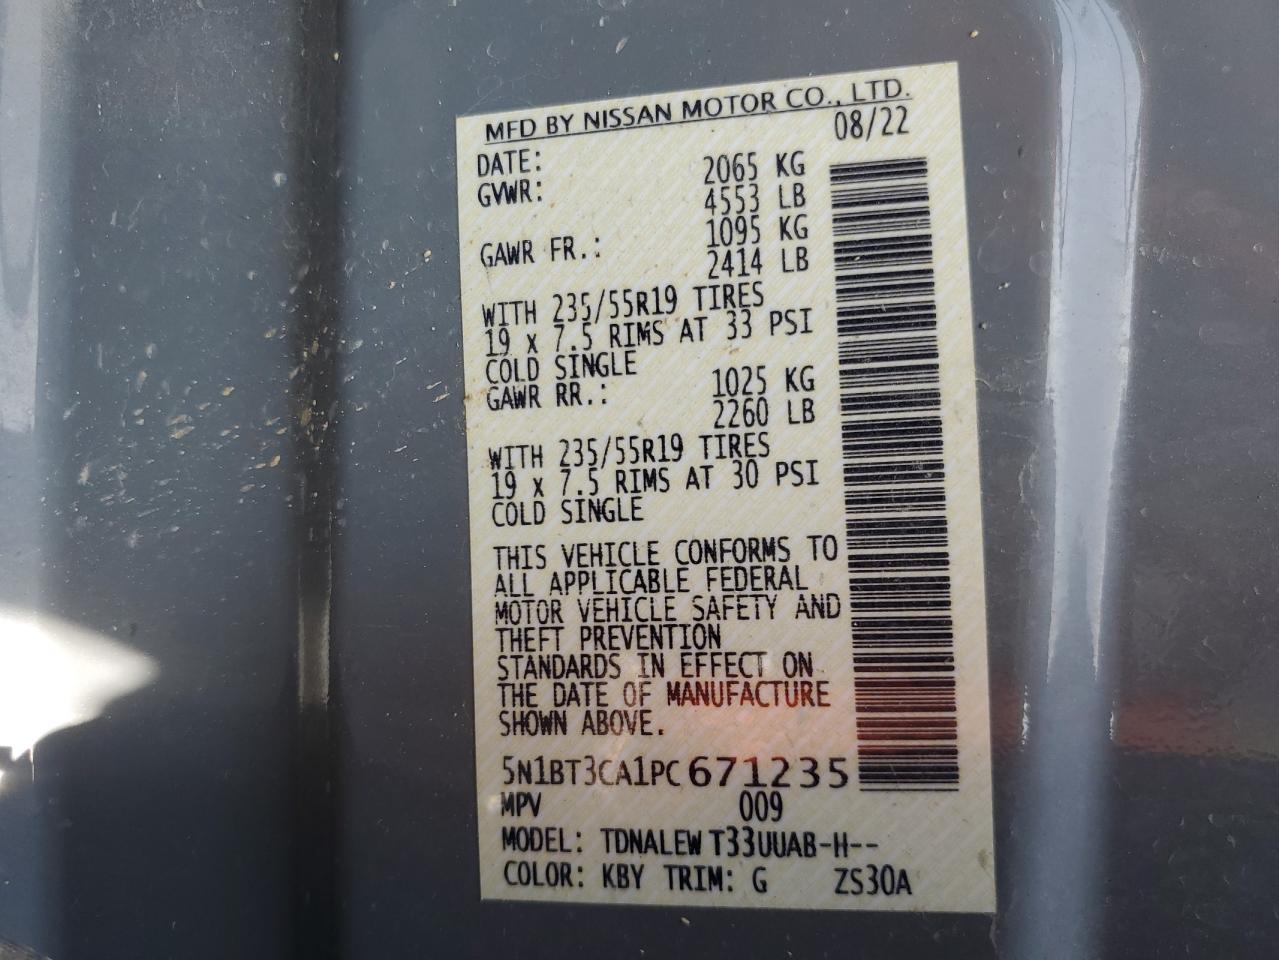 MFD BY NISSAN MOTOR CO., LTD.
DATE: 08/22
GVWR: 2065 KG
4553 LB
GAWR FR.: 1095 KG
2414 LB
WITH 235/55R19 TIRES
19 x 7.5 RIMS AT 33 PSI
COLD SINGLE
GAWR RR.: 1025 KG
2260 LB
WITH 235/55R19 TIRES
19 x 7.5 RIMS AT 30 PSI
COLD SINGLE
THIS VEHICLE CONFORMS TO
ALL APPLICABLE FEDERAL
MOTOR VEHICLE SAFETY AND
THEFT PREVENTION
STANDARDS IN EFFECT ON
THE DATE OF MANUFACTURE
SHOWN ABOVE.
5N1BT3CA1PC671235
MPV 009
MODEL: TDNALEW T33UUAB-H--
COLOR: KBY TRIM: G ZS30A